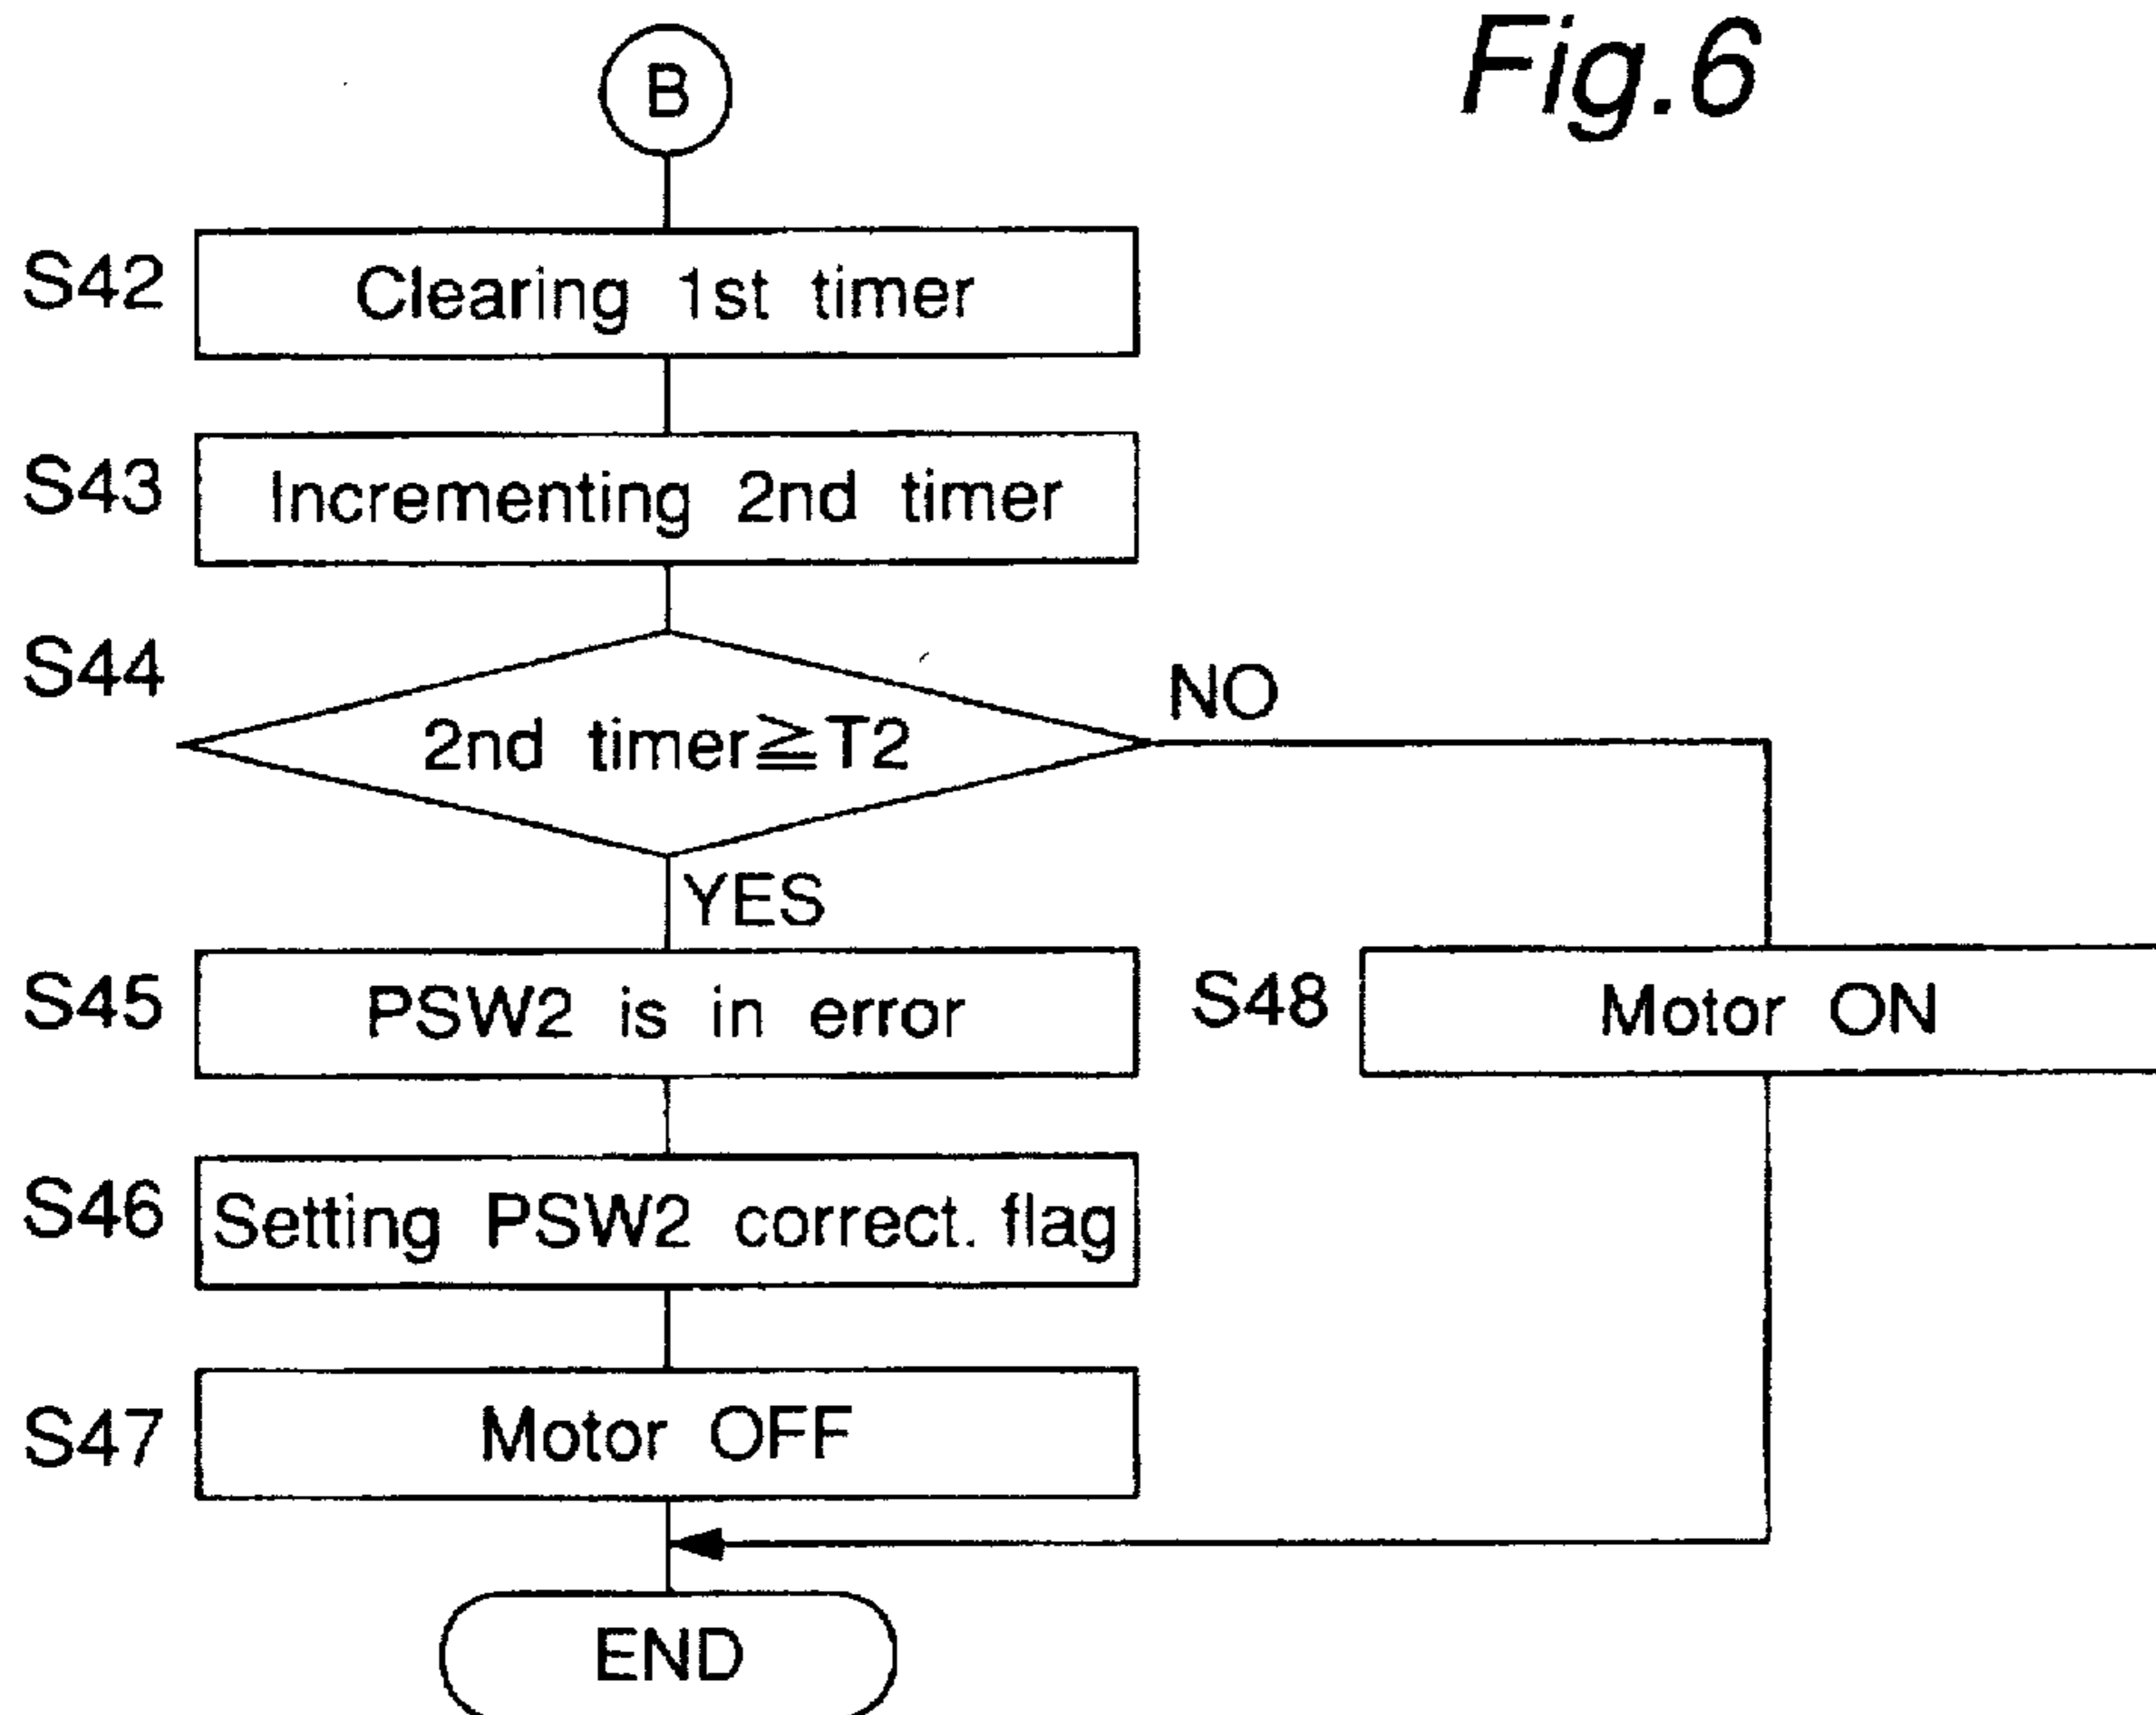 Fig.6
B
S42 Clearing 1st timer
S43 Incrementing 2nd timer
S44 2nd timer≧T2
NO
YES
S45 PSW2 is in error
S48 Motor ON
S46 Setting PSW2 correct. flag
S47 Motor OFF
END